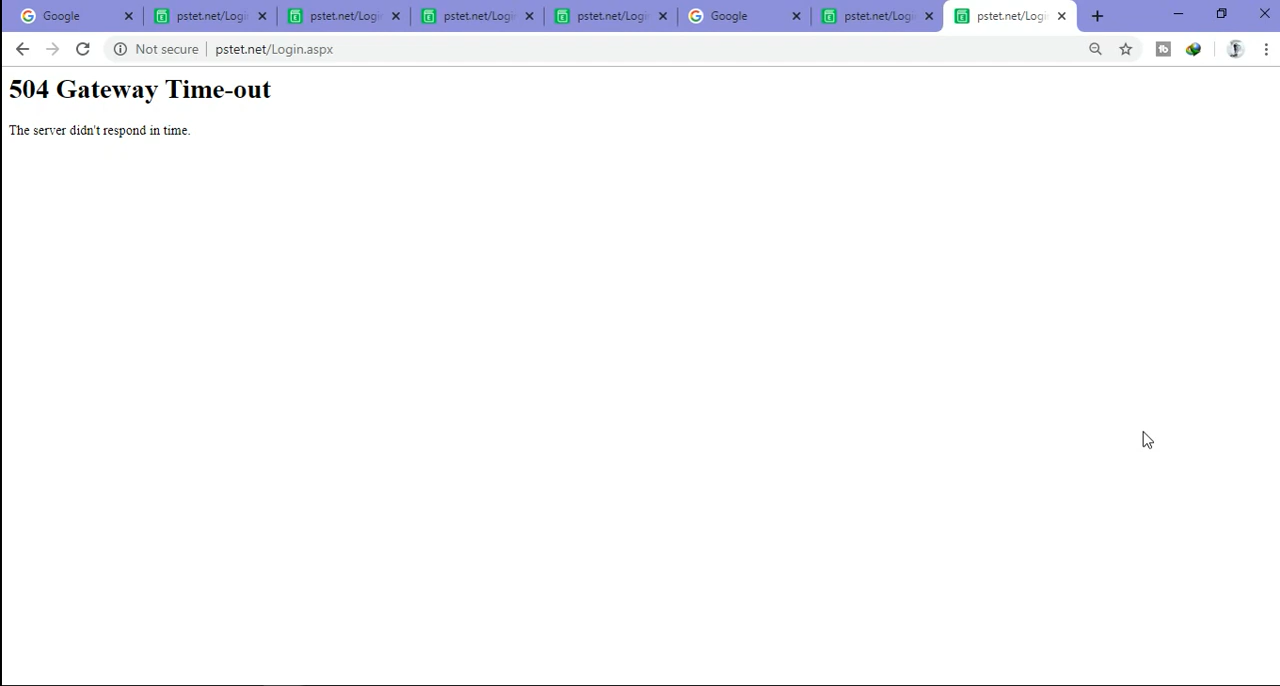 Google
pstet.net/Logi
pstet.net/Logi
pstet.net/Logi
pstet.net/Logi
Google
pstet.net/Logi
pstet.net/Logi
Not secure | pstet.net/Login.aspx
504 Gateway Time-out
The server didn't respond in time.